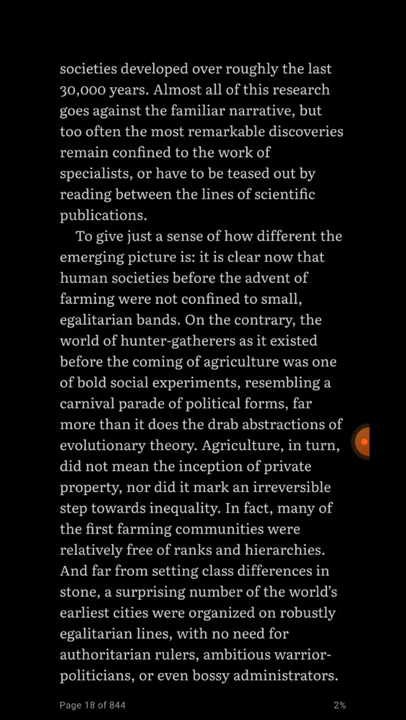 societies developed over roughly the last
30,000 years. Almost all of this research
goes against the familiar narrative, but
too often the most remarkable discoveries
remain confined to the work of
specialists, or have to be teased out by
reading between the lines of scientific
publications.
To give just a sense of how different the
emerging picture is: it is clear now that
human societies before the advent of
farming were not confined to small,
egalitarian bands. On the contrary, the
world of hunter-gatherers as it existed
before the coming of agriculture was one
of bold social experiments, resembling a
carnival parade of political forms, far
more than it does the drab abstractions of
evolutionary theory. Agriculture, in turn,
did not mean the inception of private
property, nor did it mark an irreversible
step towards inequality. In fact, many of
the first farming communities were
relatively free of ranks and hierarchies.
And far from setting class differences in
stone, a surprising number of the world’s
earliest cities were organized on robustly
egalitarian lines, with no need for
authoritarian rulers, ambitious warrior-
politicians, or even bossy administrators.
Page 18 of 844 2%